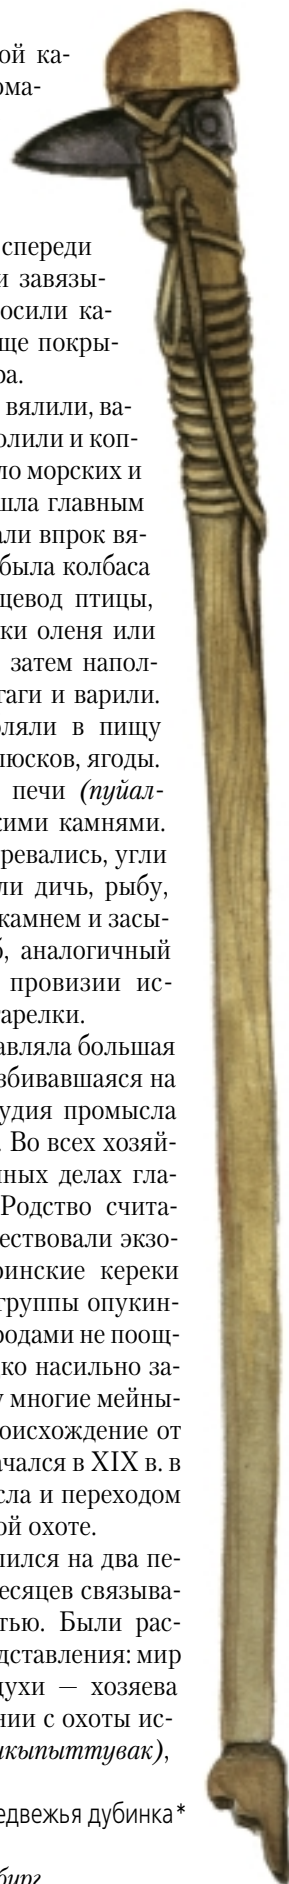 ой ка-
ома-
спереди
и завязы-
осили ка-
ще покры-
ра.
вялили, ва-
олили и коп-
ло морских и
шла главным
али впрок вя-
была колбаса
щевод птицы,
ки оленя или
затем напол-
гаги и варили.
ляли в пищу
люсков, ягоды.
печи (пуйал-
кими камнями.
ревались, угли
ли дичь, рыбу,
камнем и засы-
б, аналогичный
провизии ис-
арелки.
авляла большая
збивавшаяся на
удия промысла
. Во всех хозяй-
нных делах гла-
Родство счита-
ествовали экзо-
ринские кереки
группы опукин-
родами не поощ-
ко насильно за-
у многие мейны-
оисхождение от
ачался в XIX в. в
сла и переходом
ой охоте.
лился на два пе-
есяцев связыва-
тью. Были рас-
дставления: мир
духи — хозяева
нии с охоты ис-
икыпыттувак),
едвежья дубинка*
бург